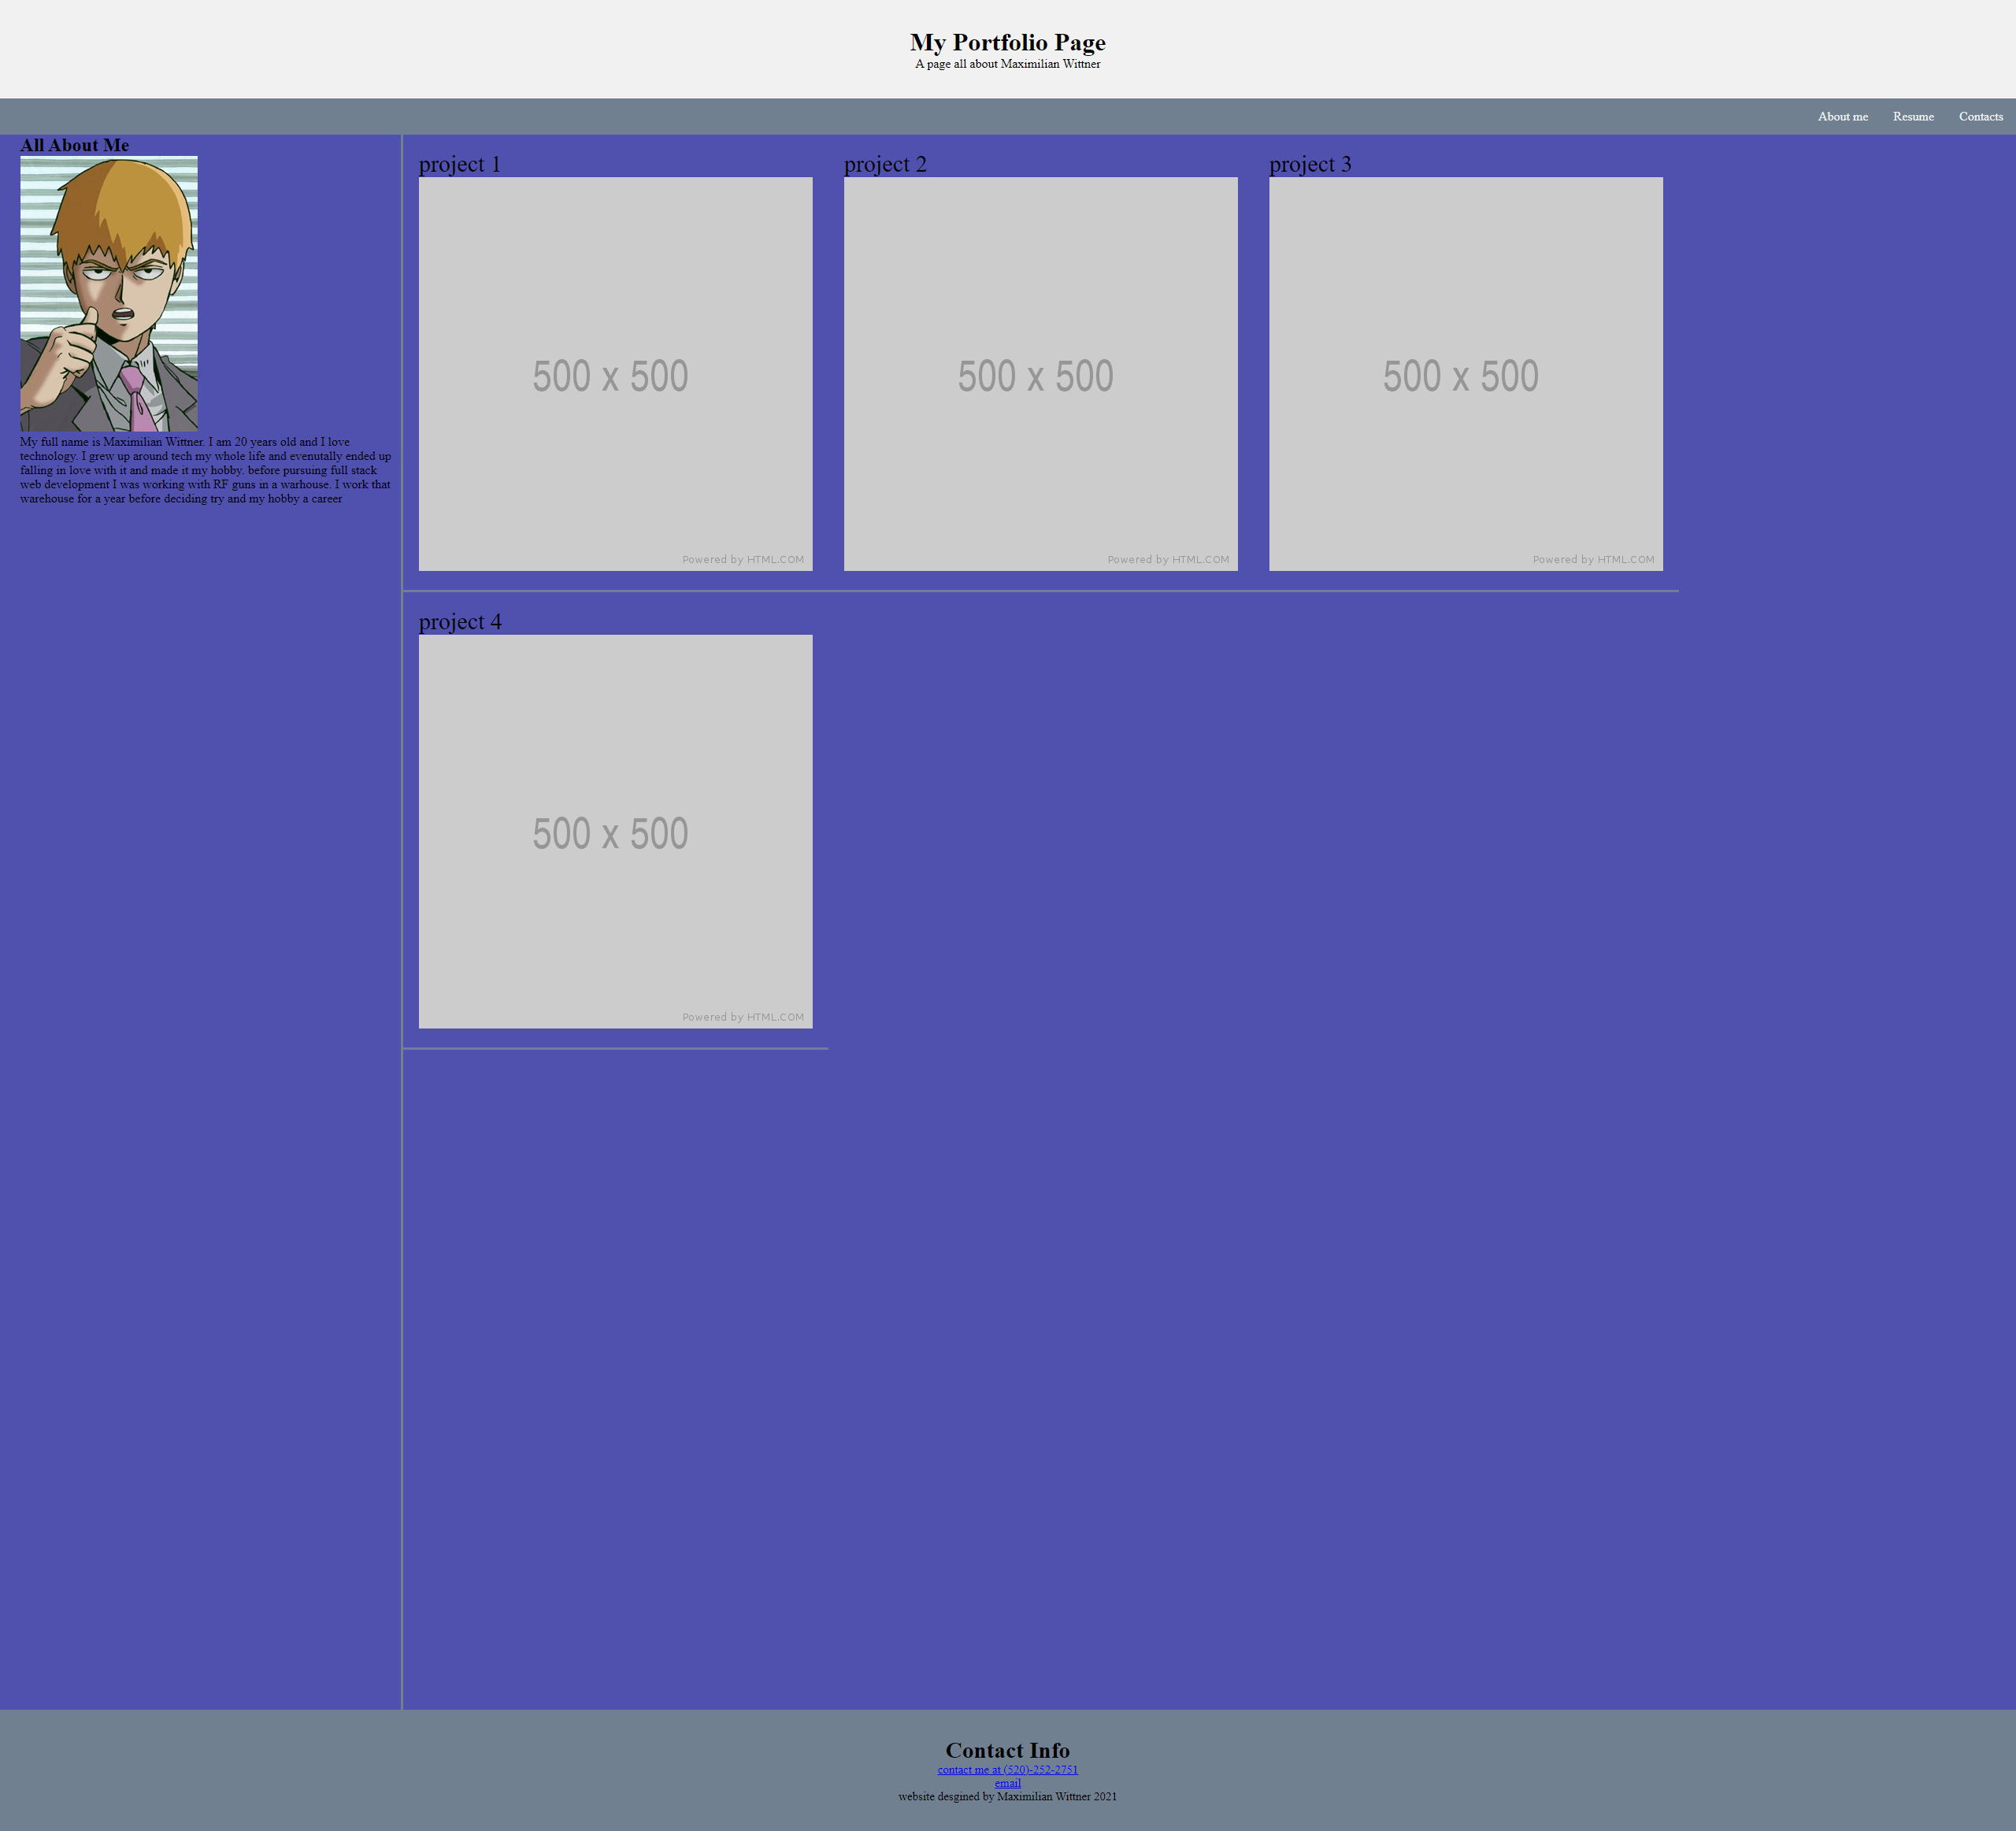 My Portfolio Page
A page all about Maximilian Wittner
About me Resume Contacts
All About Me
My full name is Maximilian Wittner. I am 20 years old and I love
technology. I grew up around tech my whole life and evenutally ended up
falling in love with it and made it my hobby. before pursuing full stack
web development I was working with RF guns in a warhouse. I work that
warehouse for a year before deciding try and my hobby a career
project 1
500 x 500
Powered by HTML.COM
project 2
500 x 500
Powered by HTML.COM
project 3
500 x 500
Powered by HTML.COM
project 4
500 x 500
Powered by HTML.COM
Contact Info
contact me at (520)-252-2751
email
website desgined by Maximilian Wittner 2021